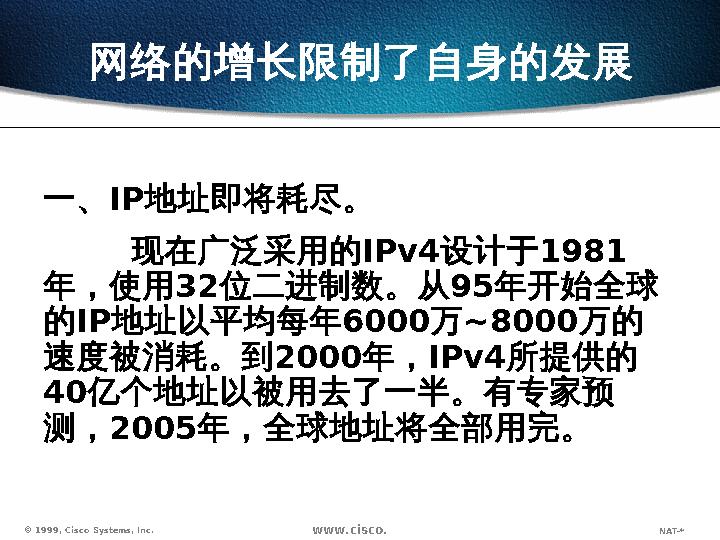 网络的增长限制了自身的发展
一、IP地址即将耗尽。
现在广泛采用的IPv4设计于1981
年，使用32位二进制数。从95年开始全球
的IP地址以平均每年6000万~8000万的
速度被消耗。到2000年，IPv4所提供的
40亿个地址以被用去了一半。有专家预
测，2005年，全球地址将全部用完。
© 1999, Cisco Systems, Inc.
www.cisco.
NAT-*